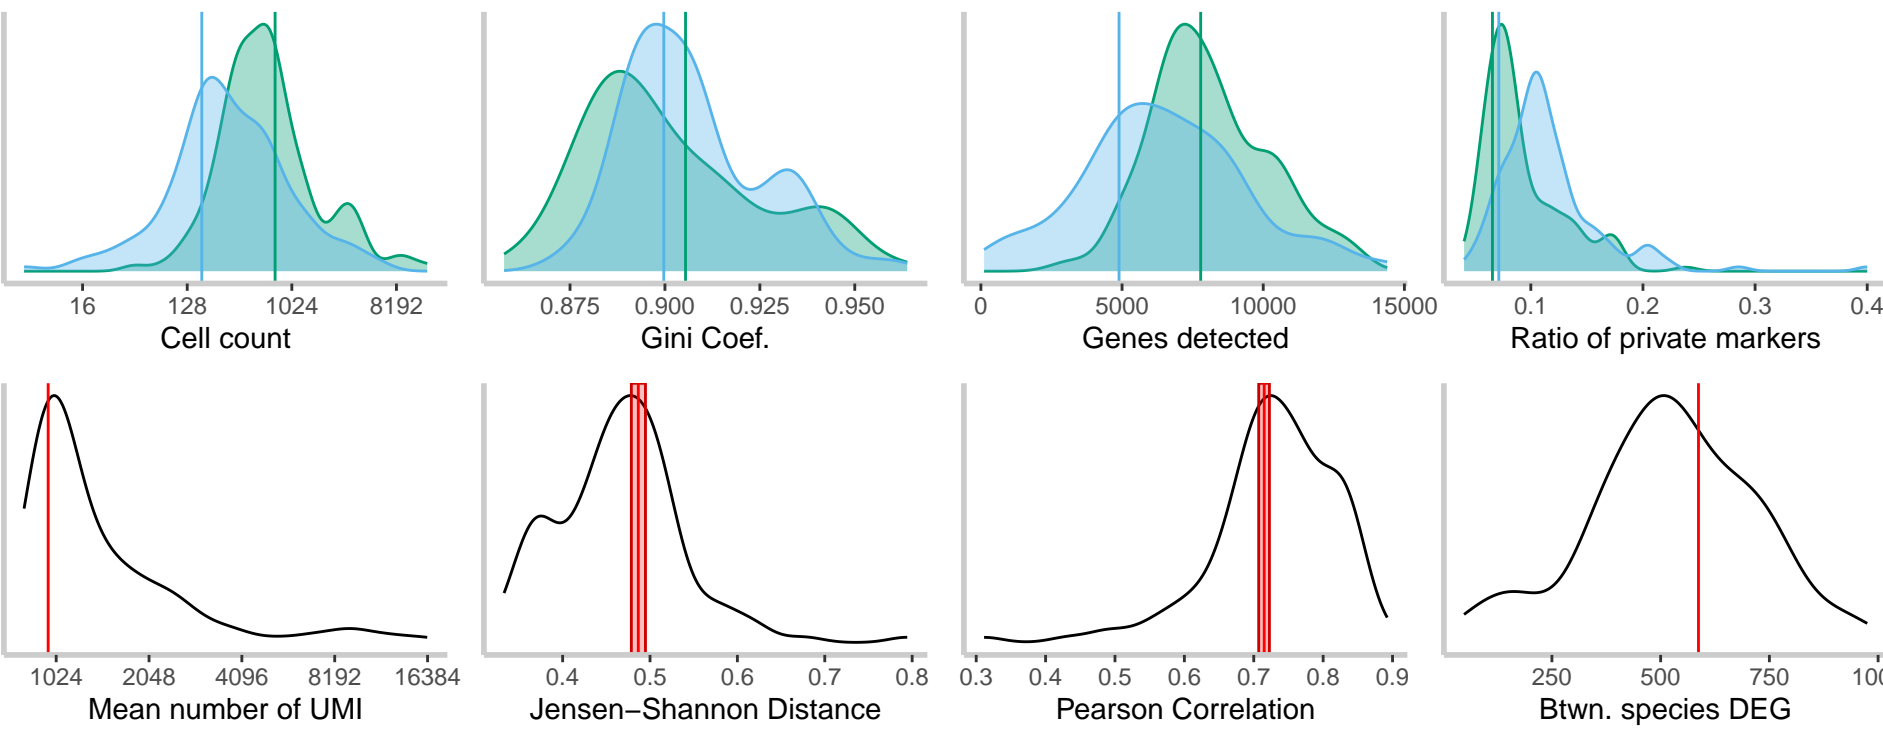 16 128 1024 8192
Cell count
0.875 0.900 0.925 0.950
Gini Coef.
0 5000 10000 15000
Genes detected
0.1 0.2 0.3 0.4
Ratio of private markers
1024 2048 4096 8192 16384
Mean number of UMI
0.4 0.5 0.6 0.7 0.8
Jensen−Shannon Distance
0.3 0.4 0.5 0.6 0.7 0.8 0.9
Pearson Correlation
250 500 750 100
Btwn. species DEG